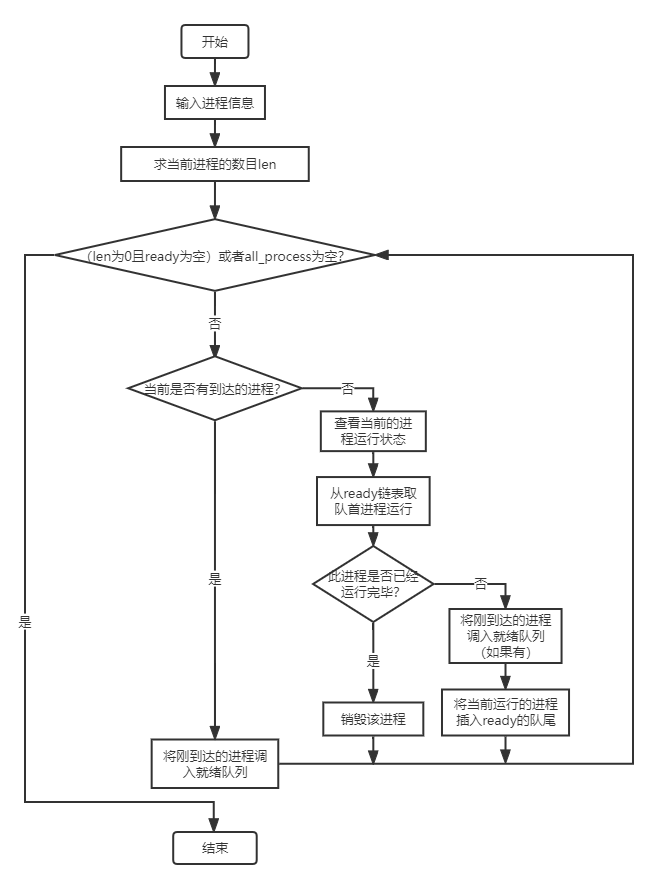 开始
输入进程信息
求当前进程的数目len
（len为0且ready为空）或者all_process为空?
否
当前是否有到达的进程?
否
查看当前的进
程运行状态
从ready链表取
队首进程运行
此进程是否已经
运行完毕?
否
是
将刚到达的进程
调入就绪队列
（如果有）
是
是
销毁该进程
将当前运行的进程
插入ready的队尾
将刚到达的进程调
入就绪队列
结束